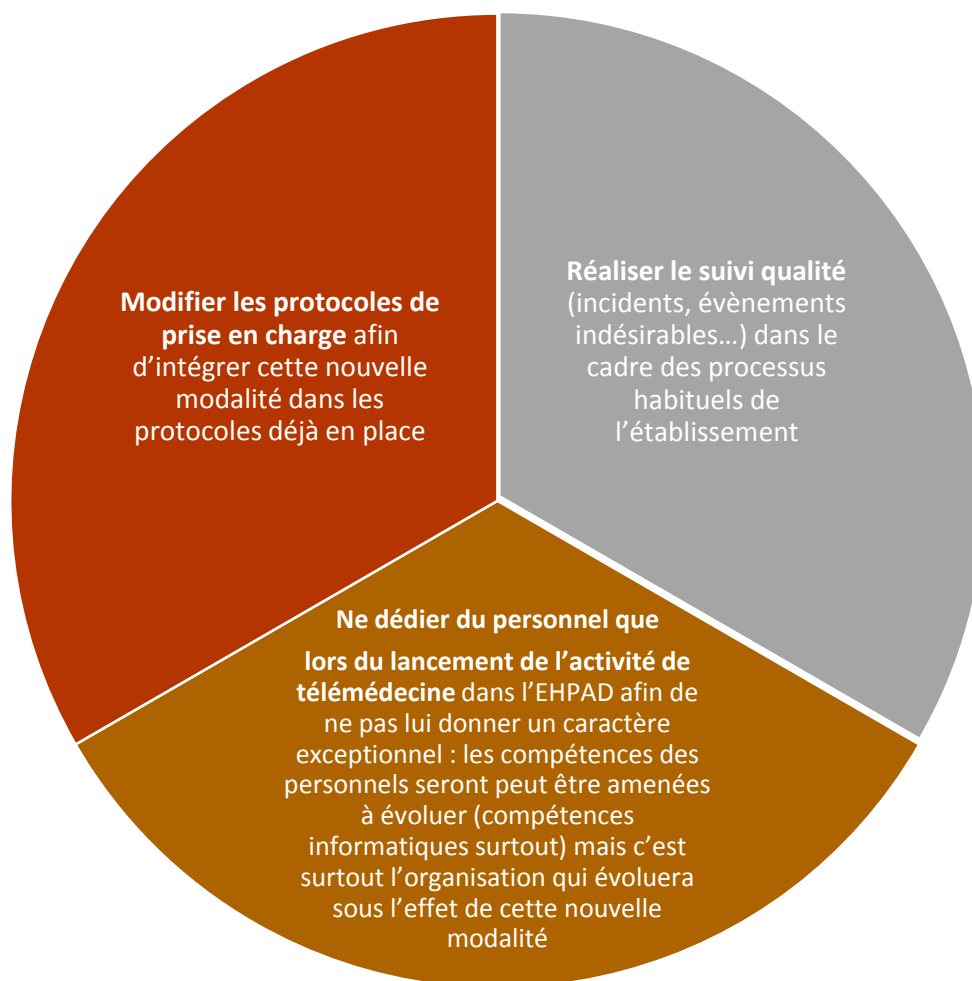 Modifier les protocoles de
prise en charge afin
d’intégrer cette nouvelle
modalité dans les
protocoles déjà en place
Réaliser le suivi qualité
(incidents, évènements
indésirables…) dans le
cadre des processus
habituels de
l’établissement
Ne dédier du personnel que
lors du lancement de l’activité de
télémédecine dans l’EHPAD afin de
ne pas lui donner un caractère
exceptionnel : les compétences des
personnels seront peut être amenées
à évoluer (compétences
informatiques surtout) mais c’est
surtout l’organisation qui évoluera
sous l’effet de cette nouvelle
modalité